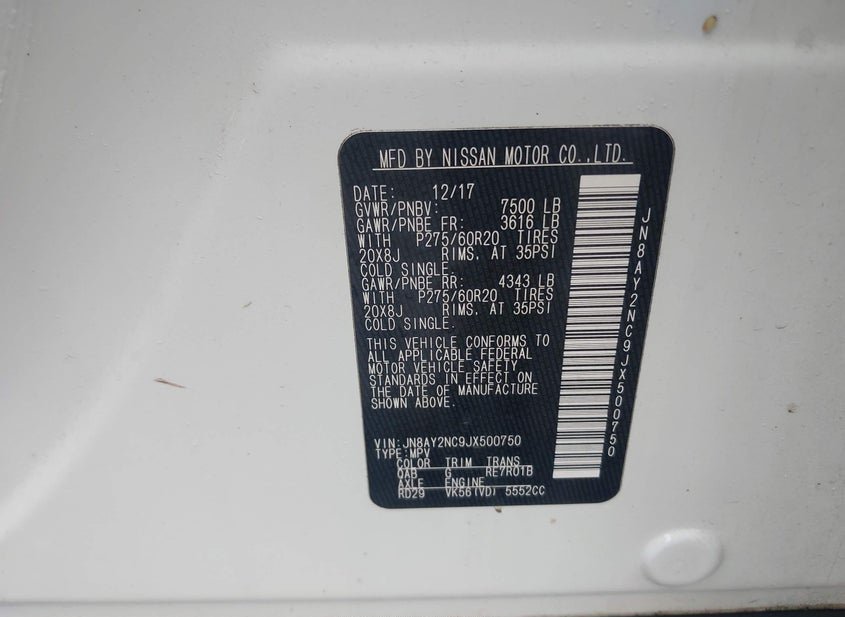 MFD BY NISSAN MOTOR CO.,LTD.
DATE: 12/17
GVWR/PNBV: 7500 LB
GAWR/PNBE FR: 3616 LB
WITH P275/60R20 TIRES
20X8J RIMS, AT 35PSI
COLD SINGLE.
GAWR/PNBE RR: 4343 LB
WITH P275/60R20 TIRES
20X8J RIMS, AT 35PSI
COLD SINGLE.
THIS VEHICLE CONFORMS TO
ALL APPLICABLE FEDERAL
MOTOR VEHICLE SAFETY
STANDARDS IN EFFECT ON
THE DATE OF MANUFACTURE
SHOWN ABOVE.
VIN:JN8AY2NC9JX500750
TYPE:MPV
COLOR TRIM TRANS
QAB G RE7R01B
AXLE ENGINE
RD29 VK56(VD) 5552CC
JN8AY2NC9JX500750